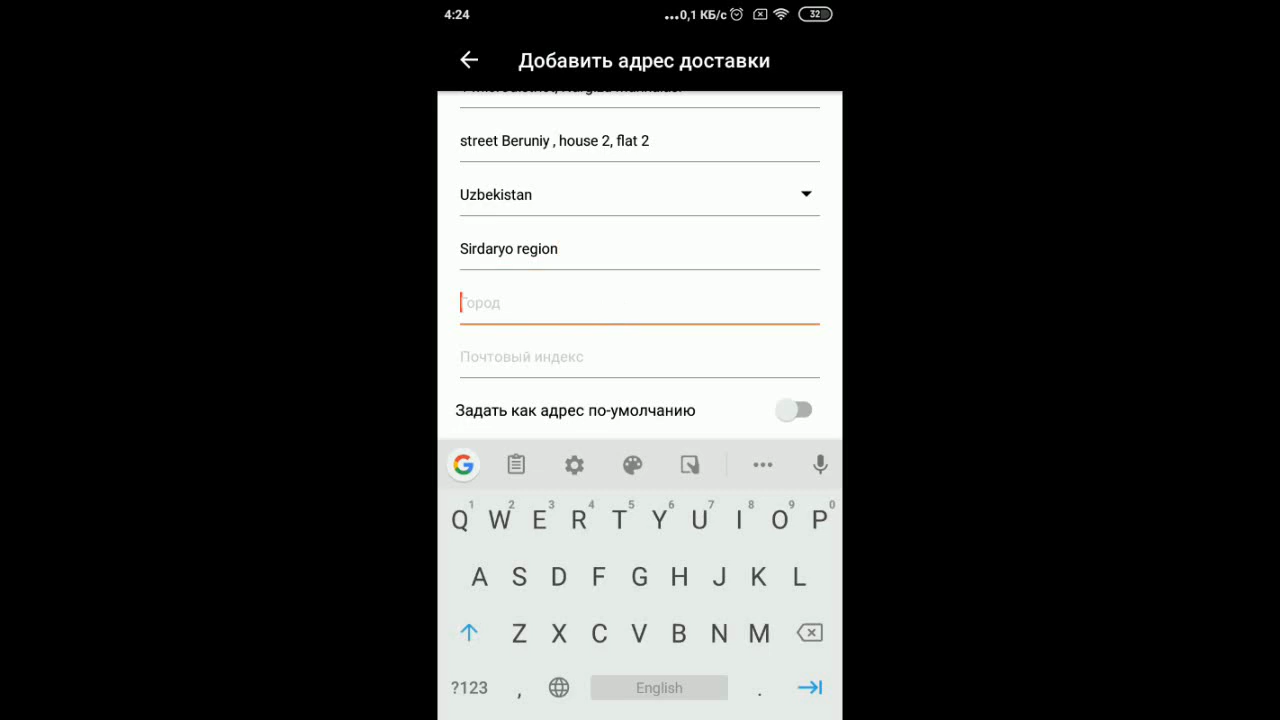 4:24
...0,1 КБ/с 32
Добавить адрес доставки
street Beruniy , house 2, flat 2
Uzbekistan
Sirdaryo region
Город
Почтовый индекс
Задать как адрес по-умолчанию
G
1 2 3 4 5 6 7 8 9 0
Q W E R T Y U I O P
A S D F G H J K L
Z X C V B N M
?123 , English .